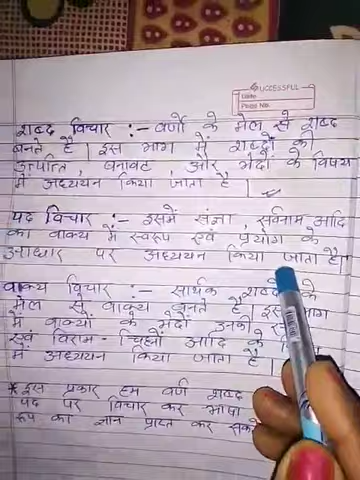 SUCCESSFUL
Date
Page No.
शब्द विचार :- वर्णो के मेल से शब्द
बनते है | इस भाग में शब्दों की
उत्पत्ति, बनावट, और भेदों के विषय
में अध्ययन किया जाता है |
पद विचार :- इसमें संज्ञा, सर्वनाम आदि
का वाक्य में स्वरूप एवं प्रयोग के
आधार पर अध्ययन किया जाता है।
वाक्य विचार :- सार्थक शब्दों के
मेल से वाक्य बनते है इस भाग
में वाक्यों के भेदों उनकी
एवं विराम - चिह्नों आदि के
में अध्ययन किया जाता है |
* इस प्रकार हम वर्ण शब्द
पद पर विचार कर भाषा
रूप का ज्ञान प्राप्त कर सकते